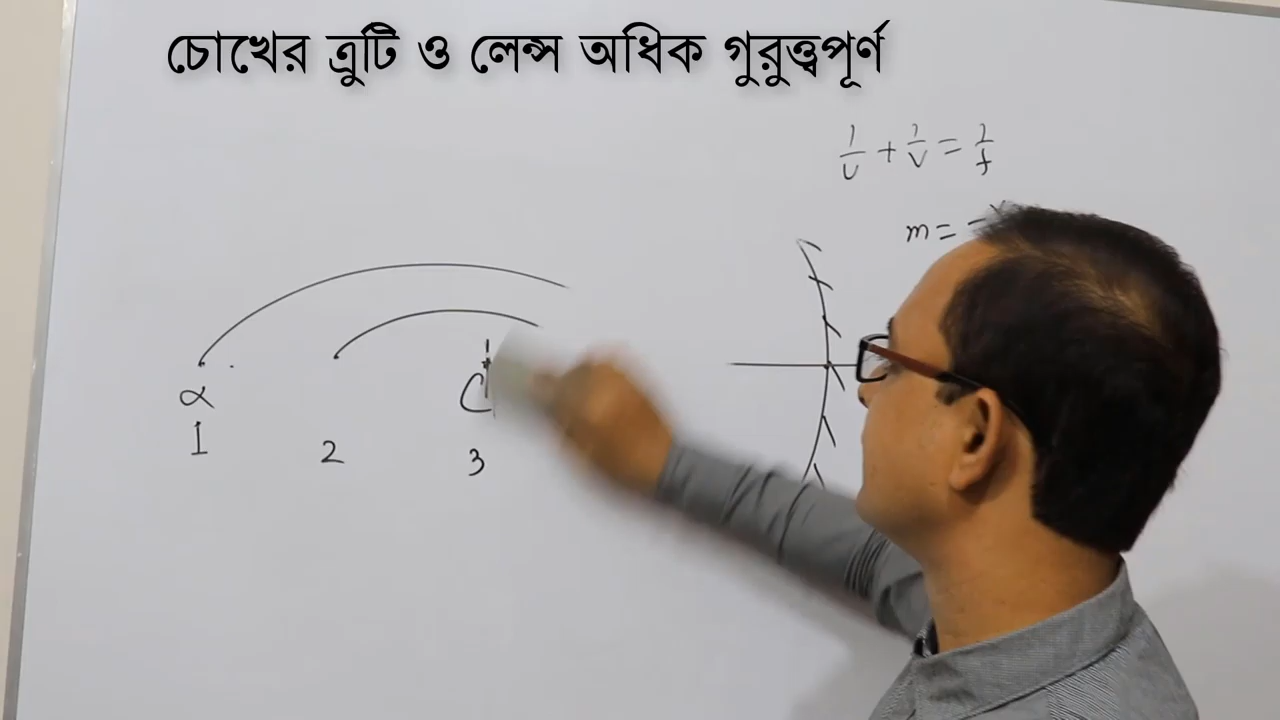 চোখের ত্রুটি ও লেন্স অধিক গুরুত্ত্বপূর্ণ
1/u + 1/v = 1/f
m = -
C
α
1 2 3